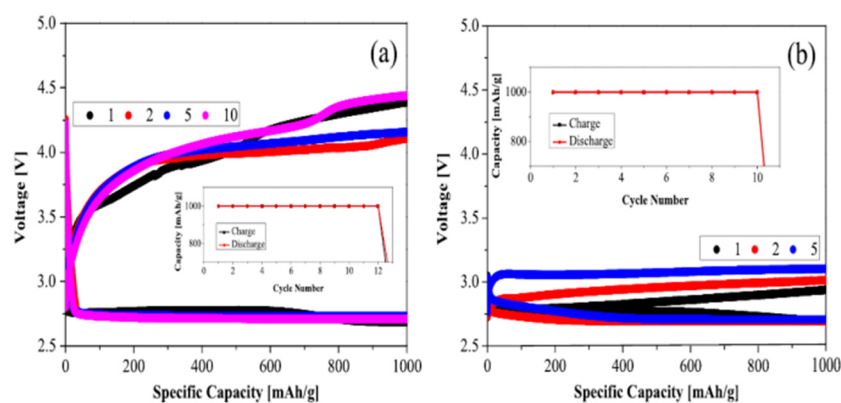 (a)
5.0
4.5
4.0
3.5
3.0
2.5
Voltage [V]
1 2 5 10
Capacity [mAh/g]
1000
800
Charge
Discharge
0 2 4 6 8 10 12
Cycle Number
0 200 400 600 800 1000
Specific Capacity [mAh/g]
(b)
5.0
4.5
4.0
3.5
3.0
2.5
Voltage [V]
Capacity [mAh/g]
1000
800
Charge
Discharge
0 2 4 6 8 10
Cycle Number
1 2 5
0 200 400 600 800 1000
Specific Capacity [mAh/g]